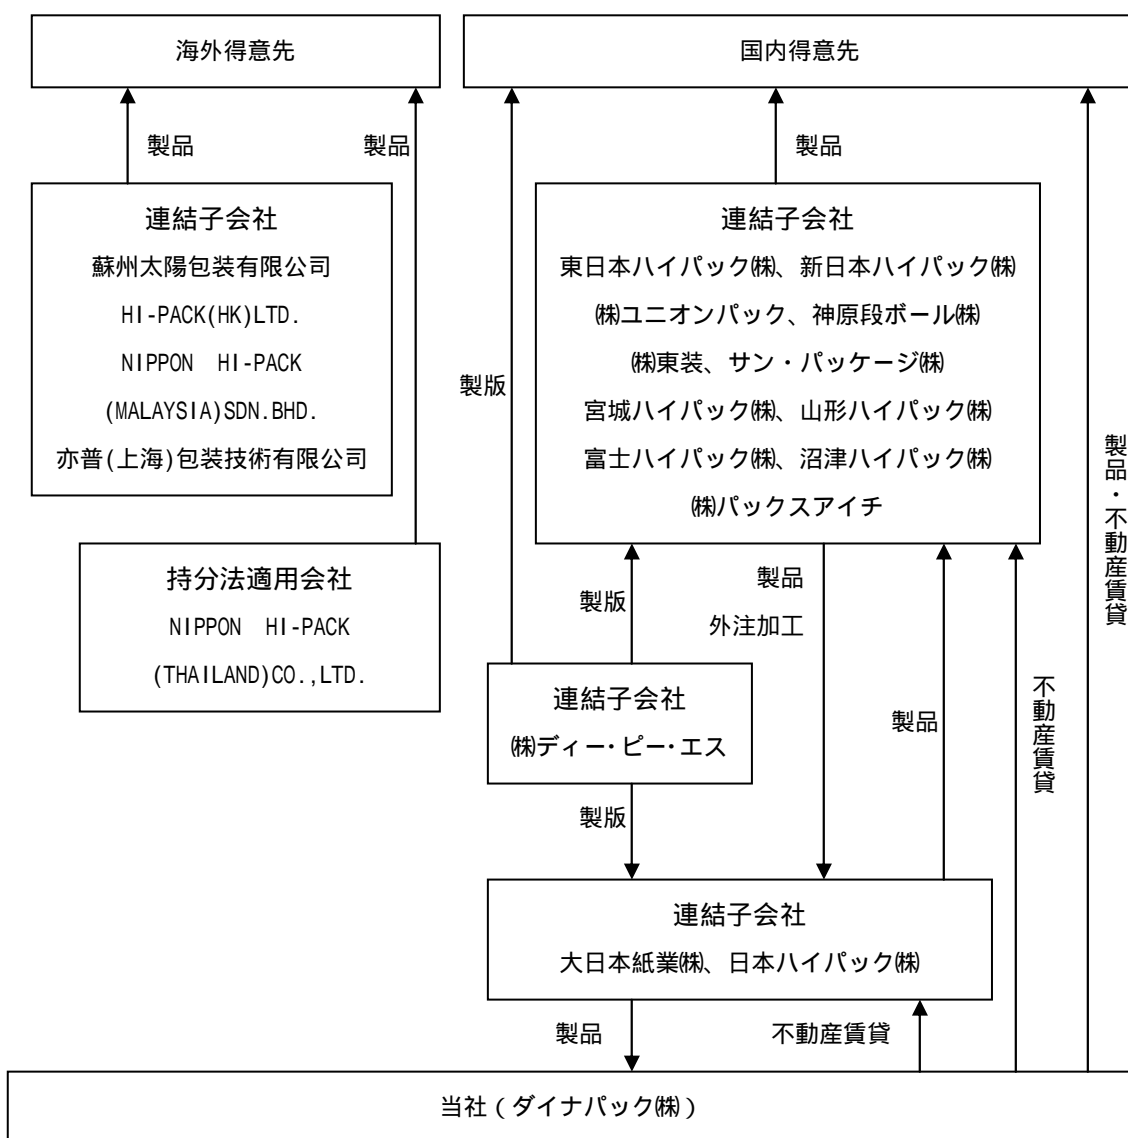 海外得意先
国内得意先
製品
製品
製品
連結子会社
蘇州太陽包装有限公司
HI-PACK(HK)LTD.
NIPPON HI-PACK
(MALAYSIA)SDN.BHD.
亦普(上海)包装技術有限公司
連結子会社
東日本ハイパック㈱、新日本ハイパック㈱
㈱ユニオンパック、神原段ボール㈱
㈱東装、サン・パッケージ㈱
宮城ハイパック㈱、山形ハイパック㈱
富士ハイパック㈱、沼津ハイパック㈱
㈱パックスアイチ
製版
製品・不動産賃貸
持分法適用会社
NIPPON HI-PACK
(THAILAND)CO.,LTD.
製版
製品
外注加工
連結子会社
㈱ディー・ピー・エス
製品
不動産賃貸
製版
連結子会社
大日本紙業㈱、日本ハイパック㈱
製品
不動産賃貸
当社(ダイナパック㈱)